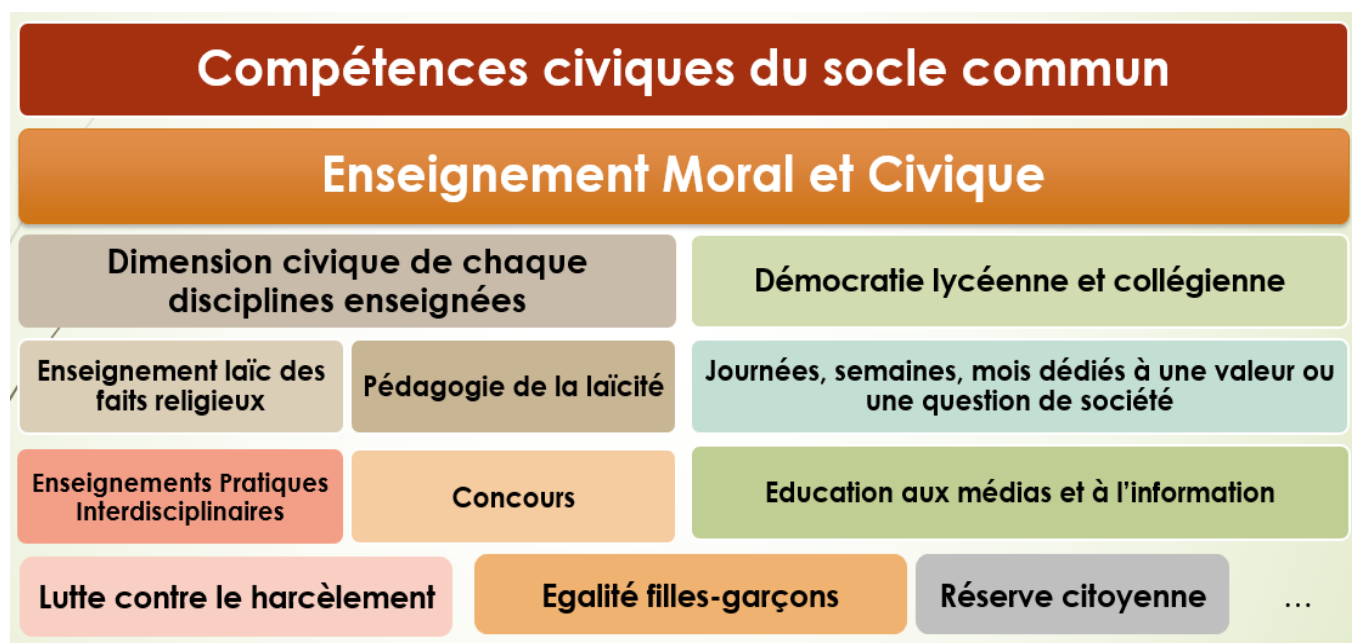 Compétences civiques du socle commun
Enseignement Moral et Civique
Dimension civique de chaque
disciplines enseignées
Démocratie lycéenne et collégienne
Enseignement laïc des
faits religieux
Pédagogie de la laïcité
Journées, semaines, mois dédiés à une valeur ou
une question de société
Enseignements Pratiques
Interdisciplinaires
Concours
Education aux médias et à l'information
Lutte contre le harcèlement
Egalité filles-garçons
Réserve citoyenne
…